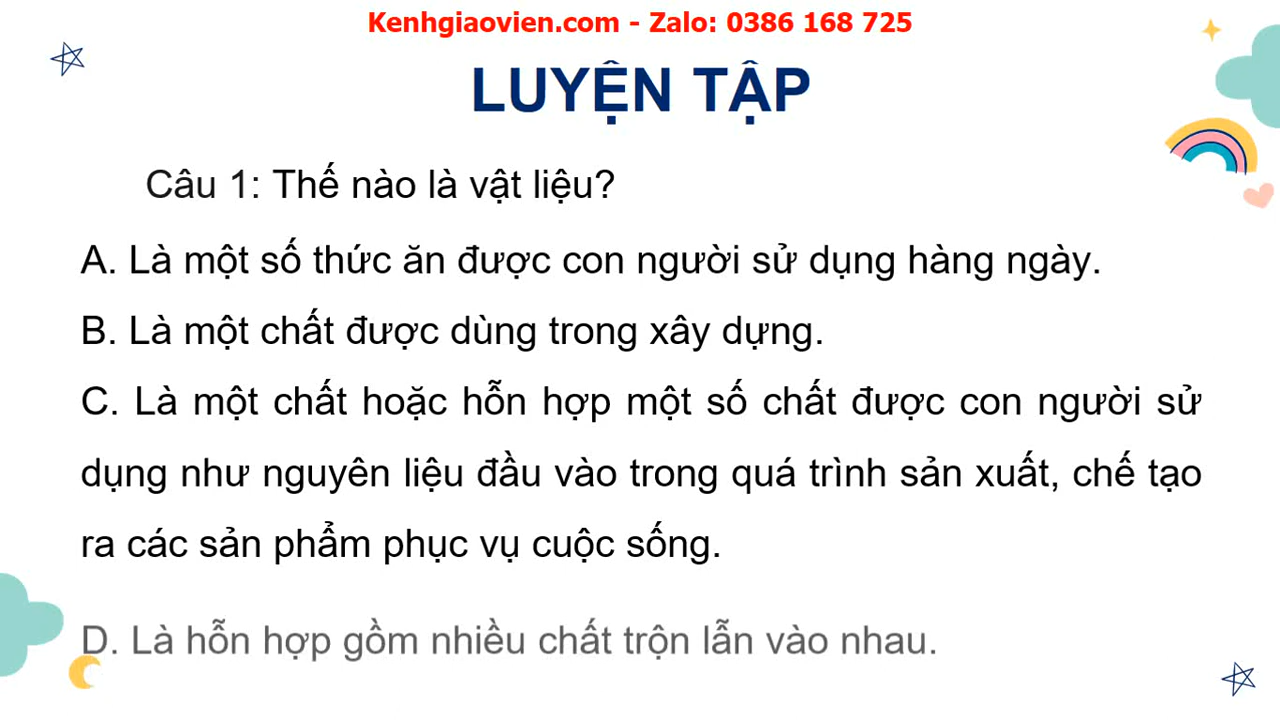 Kenhgiaovien.com - Zalo: 0386 168 725
LUYỆN TẬP
Câu 1: Thế nào là vật liệu?
A. Là một số thức ăn được con người sử dụng hàng ngày.
B. Là một chất được dùng trong xây dựng.
C. Là một chất hoặc hỗn hợp một số chất được con người sử
dụng như nguyên liệu đầu vào trong quá trình sản xuất, chế tạo
ra các sản phẩm phục vụ cuộc sống.
D. Là hỗn hợp gồm nhiều chất trộn lẫn vào nhau.